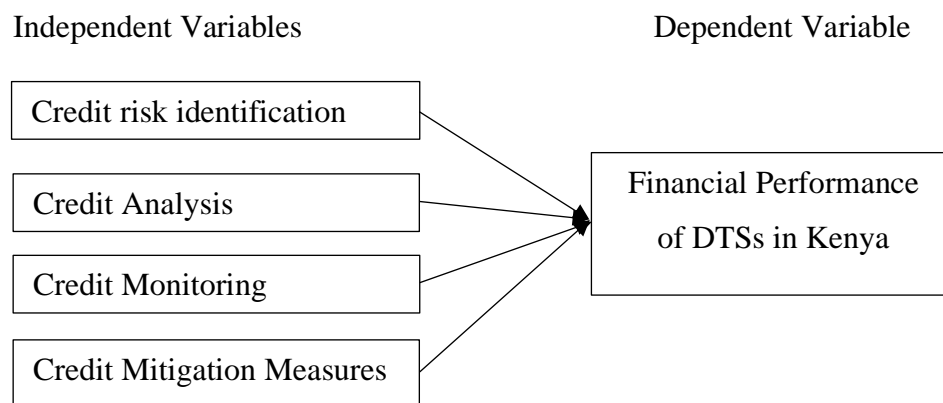 Independent Variables
Dependent Variable
Credit risk identification
Credit Analysis
Credit Monitoring
Credit Mitigation Measures
Financial Performance
of DTSs in Kenya